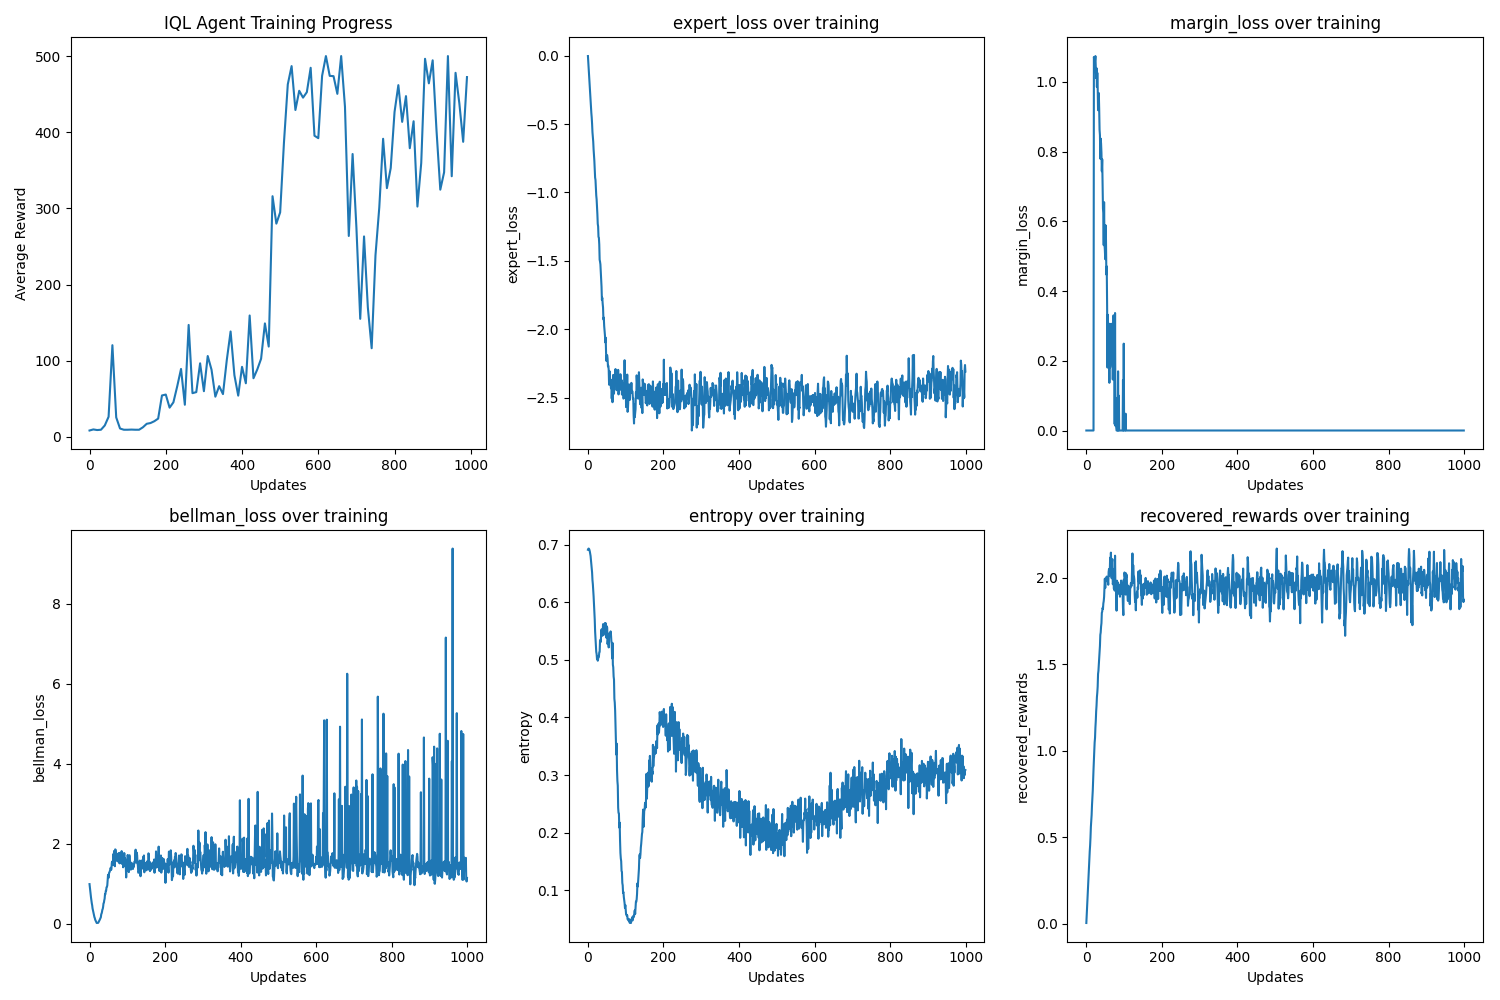 IQL Agent Training Progress
500
400
300
200
100
0
Average Reward
0 200 400 600 800 1000
Updates
expert_loss over training
0.0
−0.5
−1.0
−1.5
−2.0
−2.5
expert_loss
0 200 400 600 800 1000
Updates
margin_loss over training
1.0
0.8
0.6
0.4
0.2
0.0
margin_loss
0 200 400 600 800 1000
Updates
bellman_loss over training
8
6
4
2
0
bellman_loss
0 200 400 600 800 1000
Updates
entropy over training
0.7
0.6
0.5
0.4
0.3
0.2
0.1
entropy
0 200 400 600 800 1000
Updates
recovered_rewards over training
2.0
1.5
1.0
0.5
0.0
recovered_rewards
0 200 400 600 800 1000
Updates